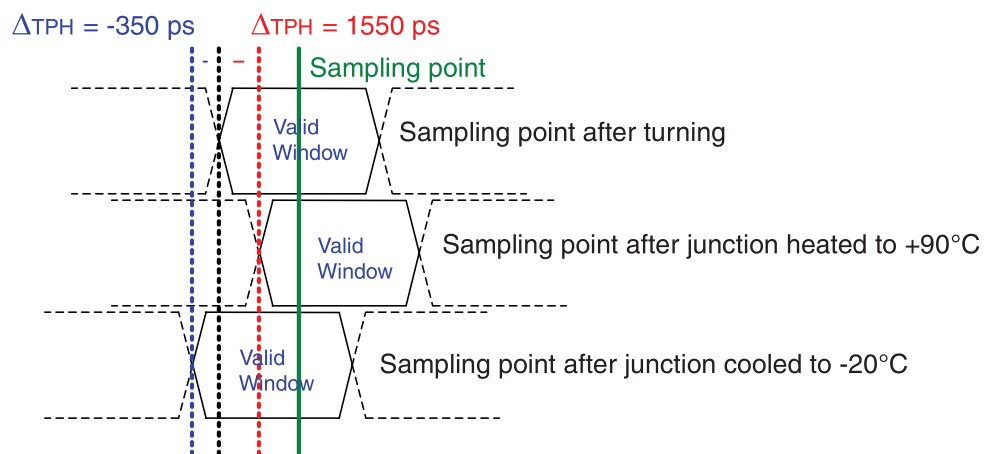 ΔTPH = -350 ps
ΔTPH = 1550 ps
- –
Sampling point
Valid
Window
Sampling point after turning
Valid
Window
Sampling point after junction heated to +90°C
Valid
Window
Sampling point after junction cooled to -20°C